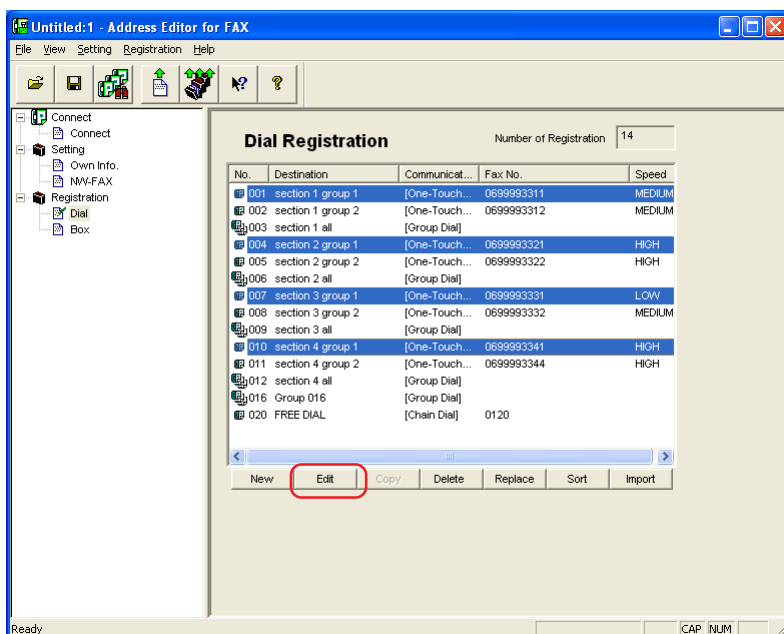 Untitled:1 - Address Editor for FAX
File View Setting Registration Help
Connect
Connect
Setting
Own Info.
NW-FAX
Registration
Dial
Box
Dial Registration Number of Registration 14
No. Destination Communicat... Fax No. Speed
001 section 1 group 1 [One-Touch... 0699993311 MEDIUM
002 section 1 group 2 [One-Touch... 0699993312 MEDIUM
003 section 1 all [Group Dial]
004 section 2 group 1 [One-Touch... 0699993321 HIGH
005 section 2 group 2 [One-Touch... 0699993322 HIGH
006 section 2 all [Group Dial]
007 section 3 group 1 [One-Touch... 0699993331 LOW
008 section 3 group 2 [One-Touch... 0699993332 MEDIUM
009 section 3 all [Group Dial]
010 section 4 group 1 [One-Touch... 0699993341 HIGH
011 section 4 group 2 [One-Touch... 0699993344 HIGH
012 section 4 all [Group Dial]
016 Group 016 [Group Dial]
020 FREE DIAL [Chain Dial] 0120
New Edit Copy Delete Replace Sort Import
Ready CAP NUM